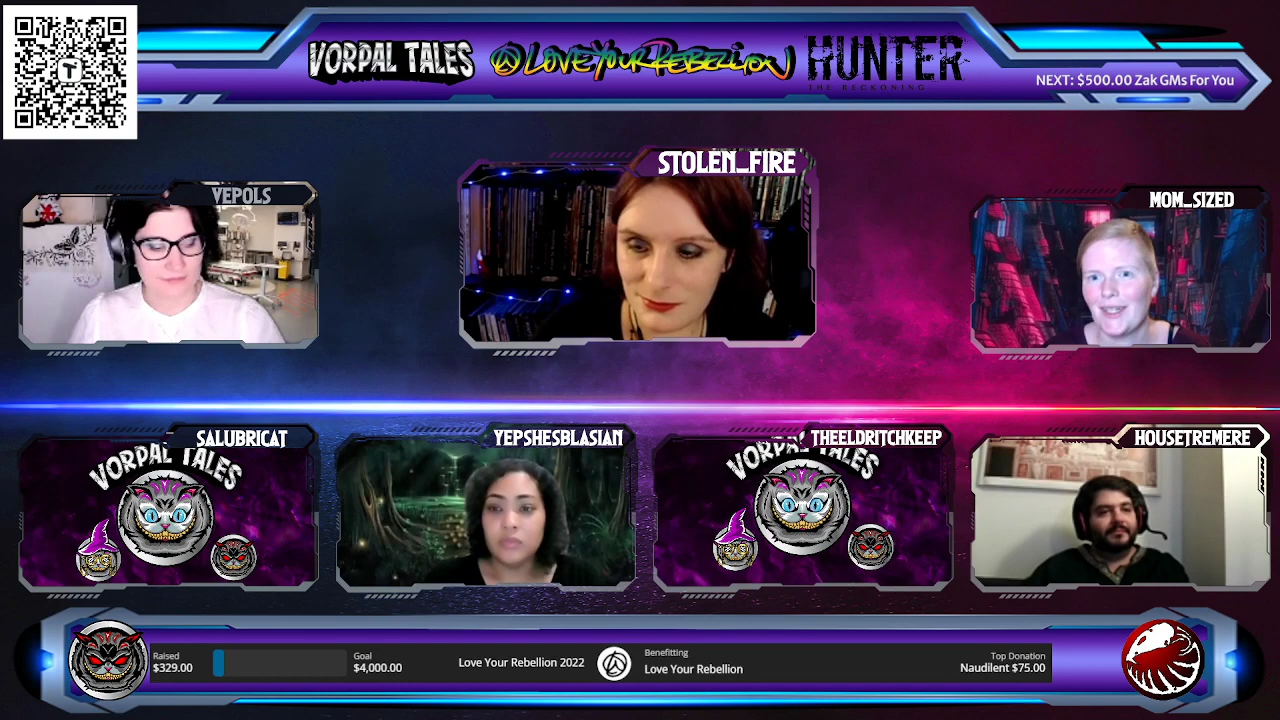 VORPAL TALES @LOVEYOURREBELLION HUNTER
THE RECKONING
NEXT: $500.00 Zak GMs For You
T
VEPOLS
STOLEN_FIRE
MOM_SIZED
SALUBRICAT
YEPSHESBLASIAN
THEELDRITCHKEEP
HOUSETREMERE
VORPAL TALES
VORPAL TALES
Raised
$329.00
Goal
$4,000.00
Love Your Rebellion 2022
Benefitting
Love Your Rebellion
Top Donation
Naudilent $75.00